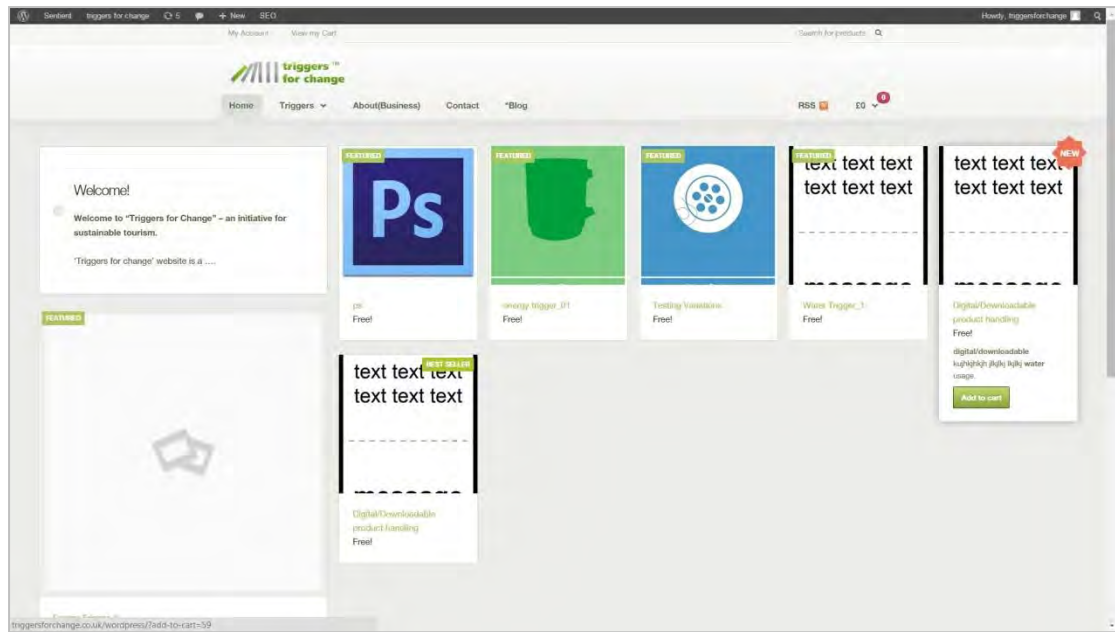 Sentient triggers for change 5 + New SEO Howdy, triggersforchange
My Account View my Cart Search for products
triggers ™
for change
Home Triggers About(Business) Contact *Blog RSS £0 0
Welcome!
Welcome to “Triggers for Change” – an initiative for
sustainable tourism.
‘Triggers for change’ website is a ….
FEATURED
FEATURED
Ps
ps
Free!
FEATURED
energy trigger_01
Free!
FEATURED
Testing Variations
Free!
FEATURED
text text text
text text text
message
Water Trigger_1
Free!
NEW
text text text
text text text
message
Digital/Downloadable
product handling
Free!
digital/downloadable
water
usage.
Add to cart
BEST SELLER
text text text
text text text
message
Digital/Downloadable
product handling
Free!
triggersforchange.co.uk/wordpress/?add-to-cart=59